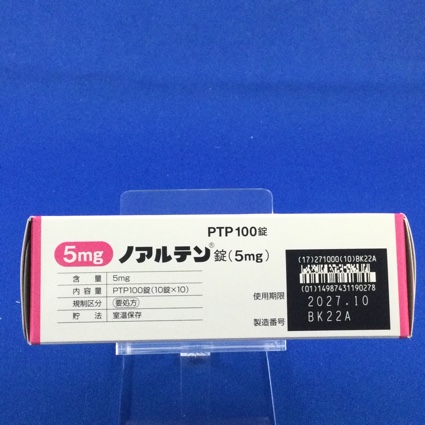 PTP100錠
5mg ノアルテン®錠(5mg)
含量 5mg
内容量 PTP100錠(10錠×10)
規制区分 要処方
貯法 室温保存
(17)271000(10)BK22A
(01)14987431190278
使用期限 2027.10
製造番号 BK22A